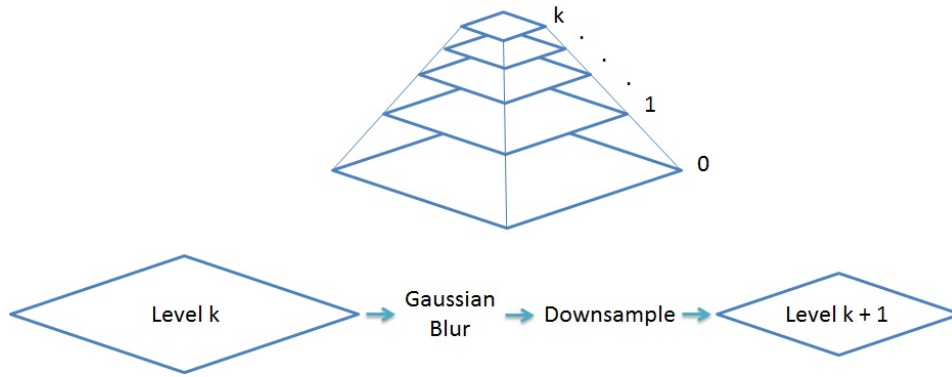 k
.
.
.
1
0
Level k
Gaussian
Blur
Downsample
Level k + 1